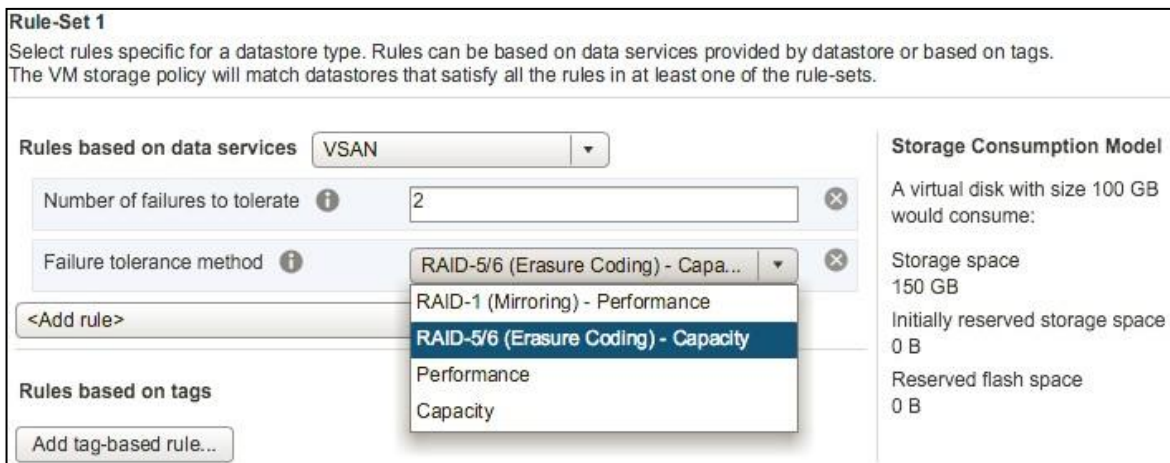 Rule-Set 1
Select rules specific for a datastore type. Rules can be based on data services provided by datastore or based on tags.
The VM storage policy will match datastores that satisfy all the rules in at least one of the rule-sets.
Rules based on data services VSAN
Number of failures to tolerate 2
Failure tolerance method RAID-5/6 (Erasure Coding) - Capa...
RAID-1 (Mirroring) - Performance
RAID-5/6 (Erasure Coding) - Capacity
Performance
Capacity
<Add rule>
Rules based on tags
Add tag-based rule...
Storage Consumption Model
A virtual disk with size 100 GB
would consume:
Storage space
150 GB
Initially reserved storage space
0 B
Reserved flash space
0 B